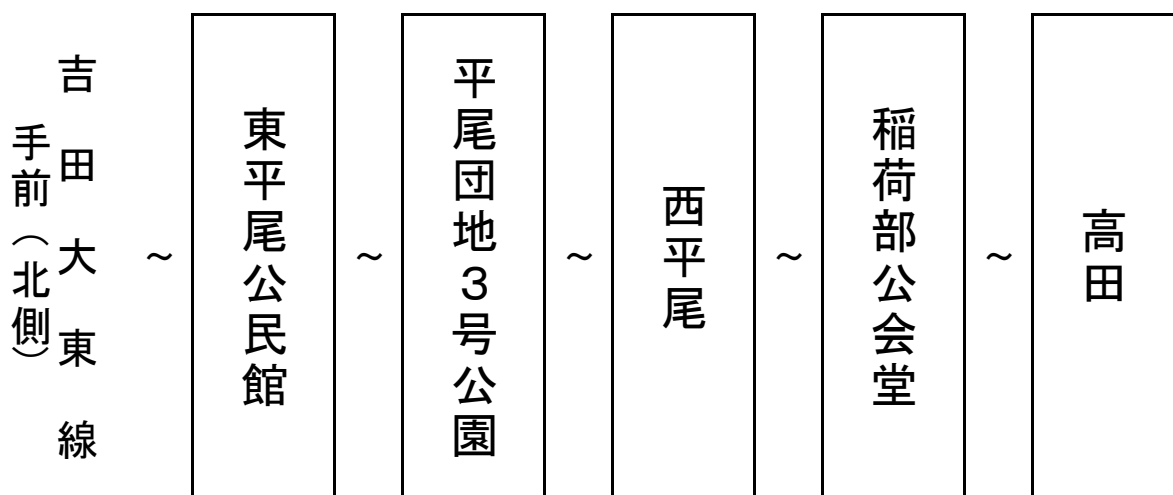 高田
～
稲荷部公会堂
～
西平尾
～
平尾団地３号公園
～
東平尾公民館
～
吉田大東線
手前（北側）